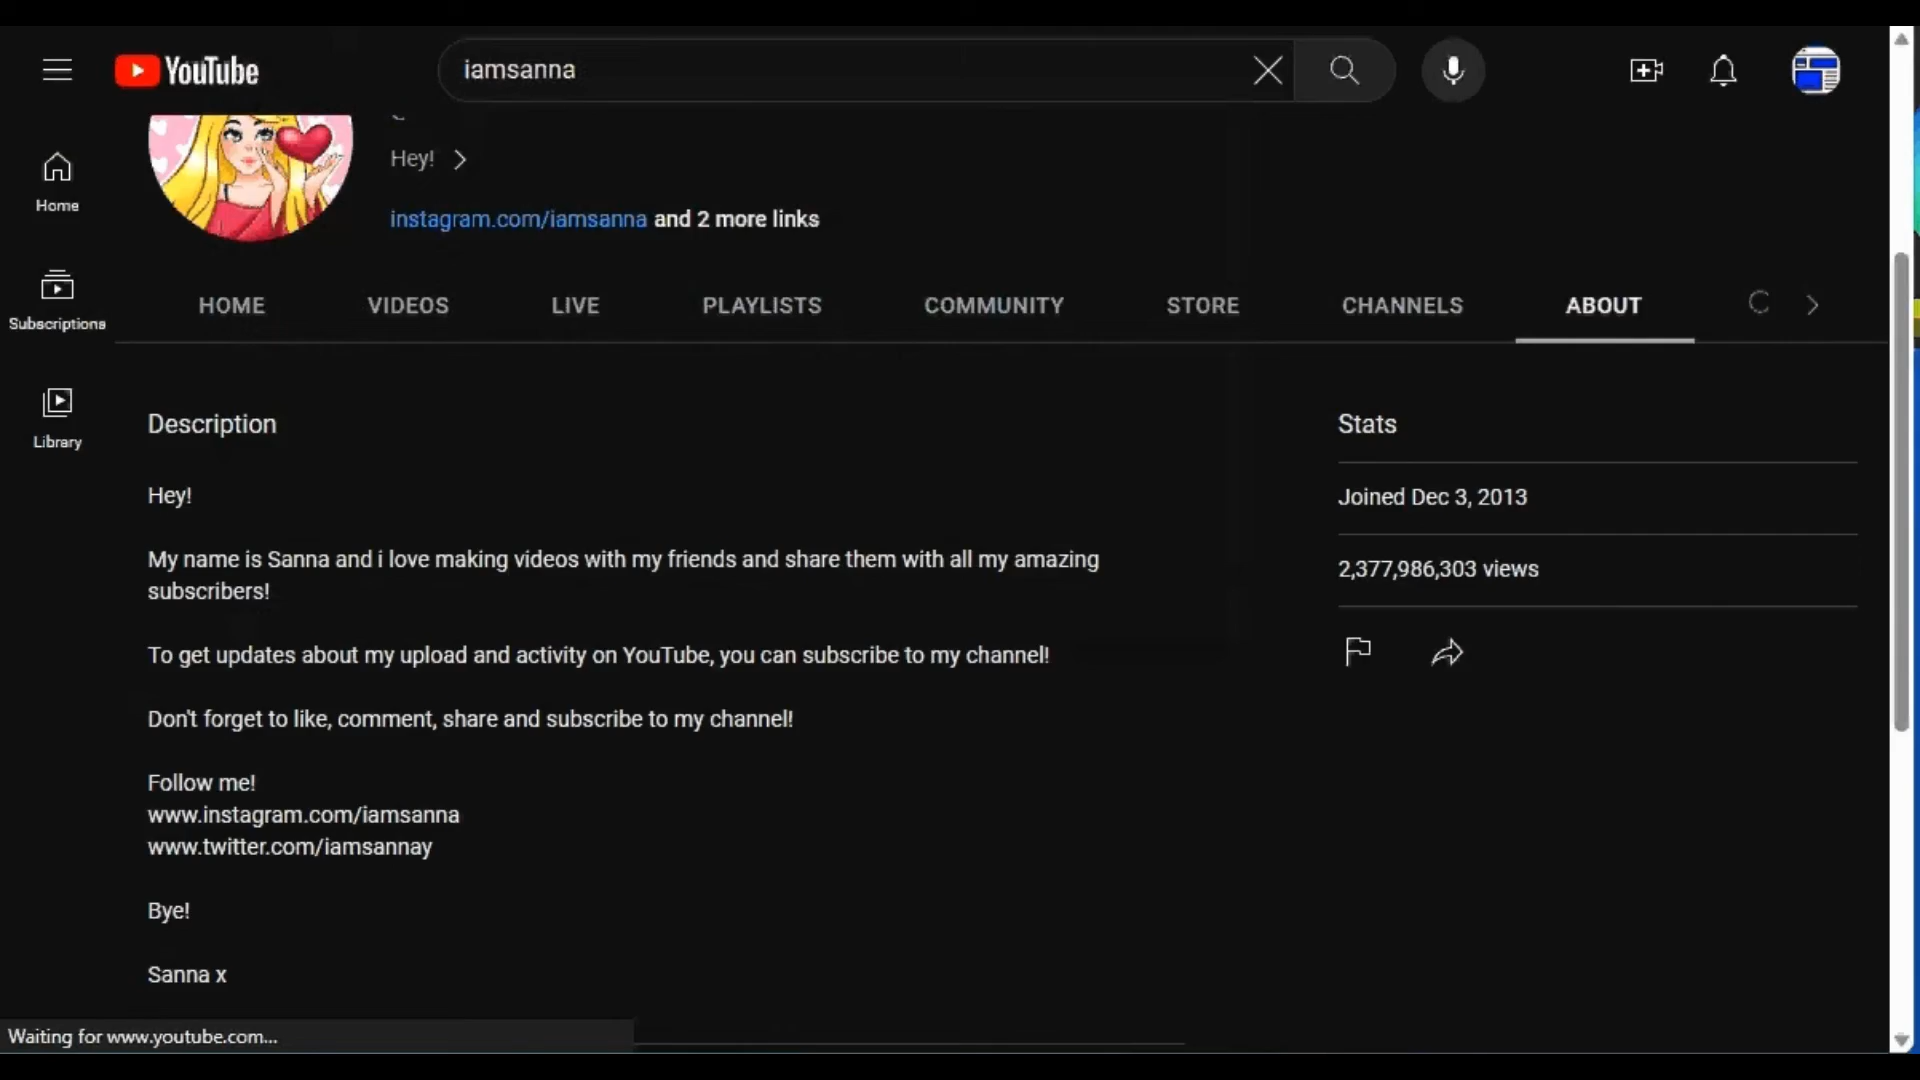 YouTube
iamsanna
Hey!
Home
instagram.com/iamsanna and 2 more links
HOME VIDEOS LIVE PLAYLISTS COMMUNITY STORE CHANNELS ABOUT
Subscriptions
Library
Description
Hey!
My name is Sanna and i love making videos with my friends and share them with all my amazing
subscribers!
To get updates about my upload and activity on YouTube, you can subscribe to my channel!
Don't forget to like, comment, share and subscribe to my channel!
Follow me!
www.instagram.com/iamsanna
www.twitter.com/iamsannay
Bye!
Sanna x
Stats
Joined Dec 3, 2013
2,377,986,303 views
Waiting for www.youtube.com...